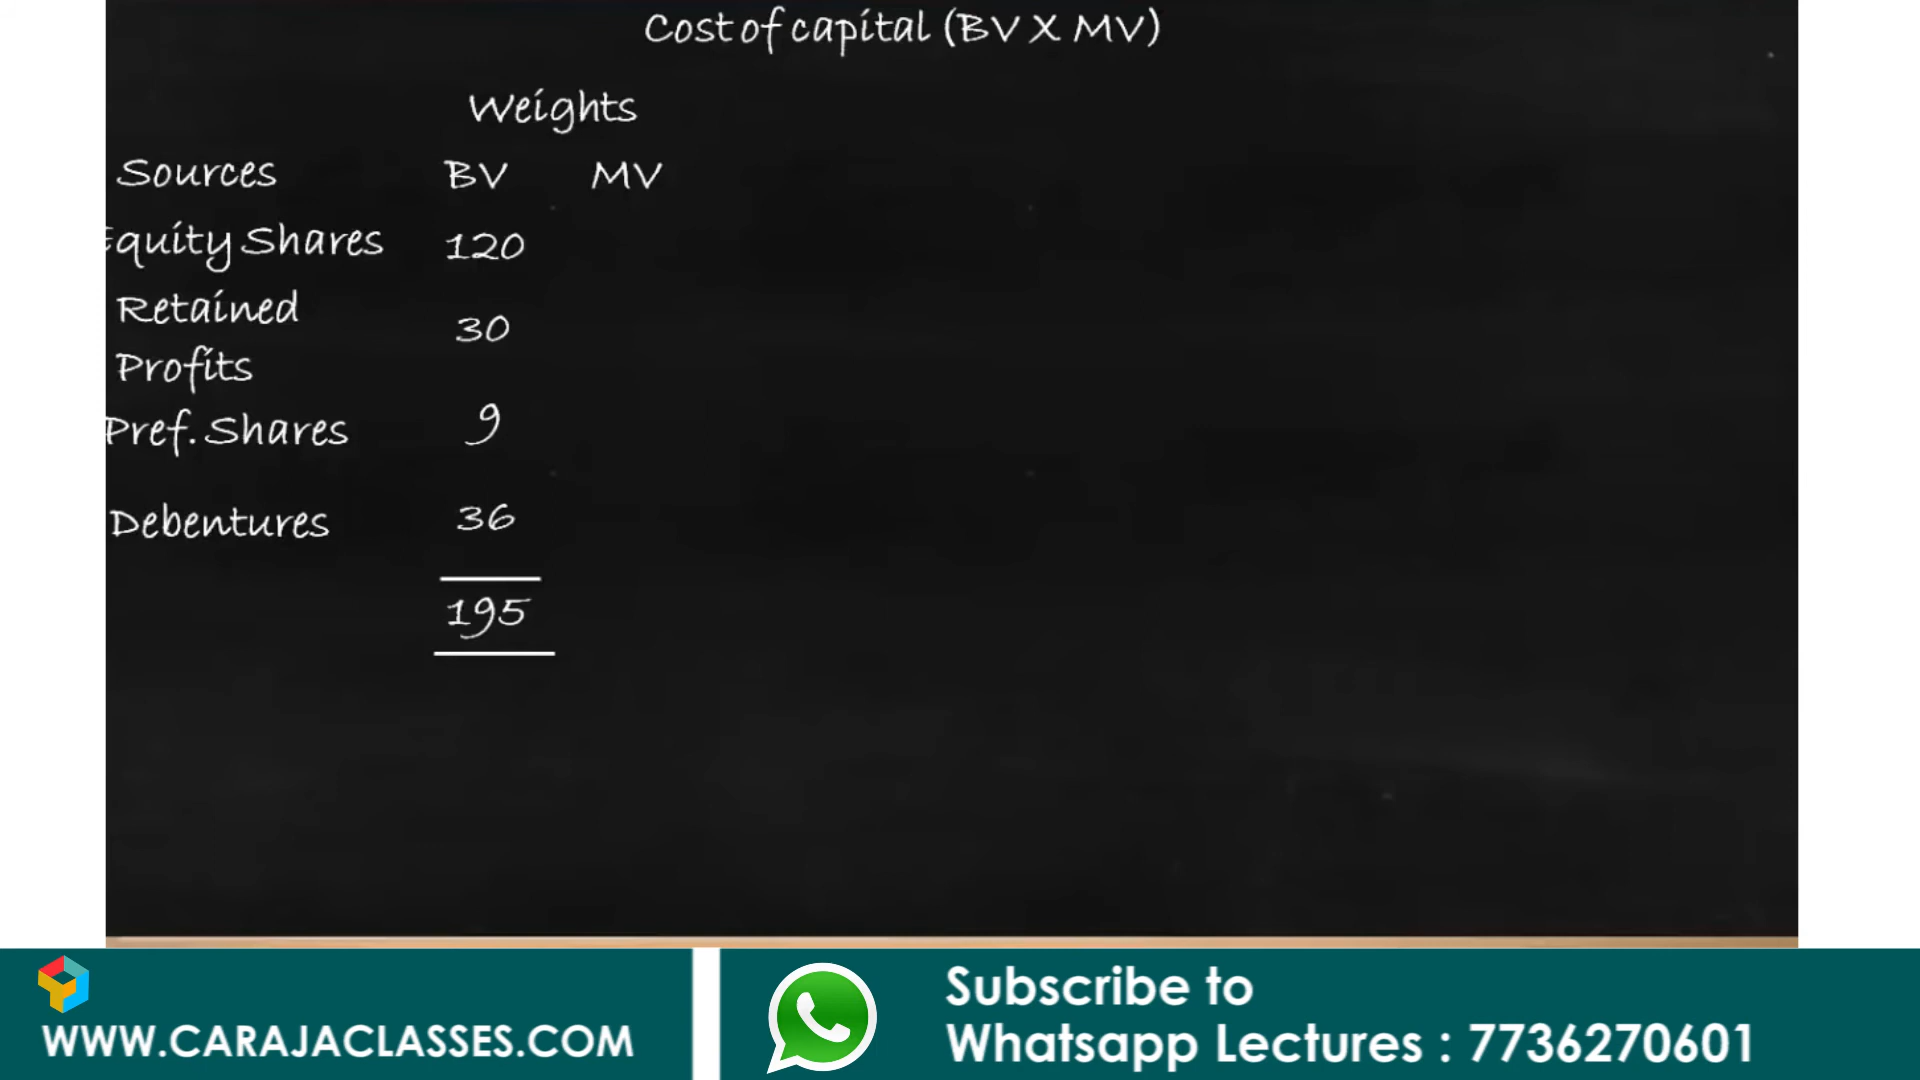 Cost of capital (BV X MV)
Weights
Sources BV MV
Equity Shares 120
Retained
Profits 30
Pref. Shares 9
Debentures 36
195
WWW.CARAJACLASSES.COM
Subscribe to
Whatsapp Lectures : 7736270601